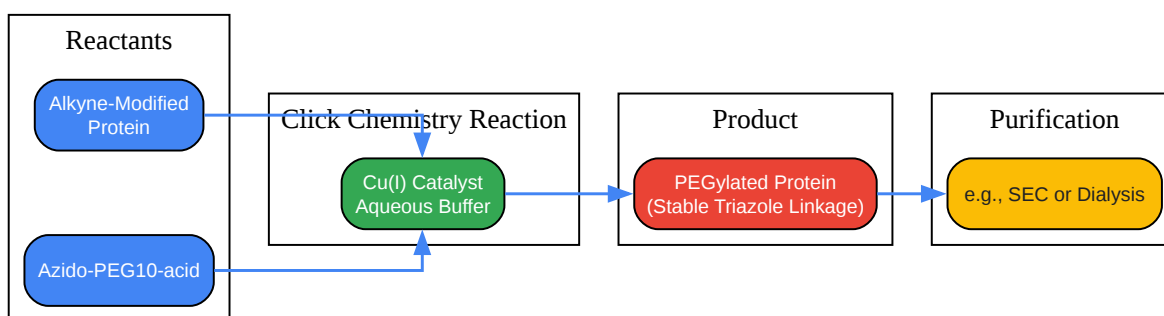 Reactants
Alkyne-Modified
Protein
Azido-PEG10-acid
Click Chemistry Reaction
Cu(I) Catalyst
Aqueous Buffer
Product
PEGylated Protein
(Stable Triazole Linkage)
Purification
e.g., SEC or Dialysis